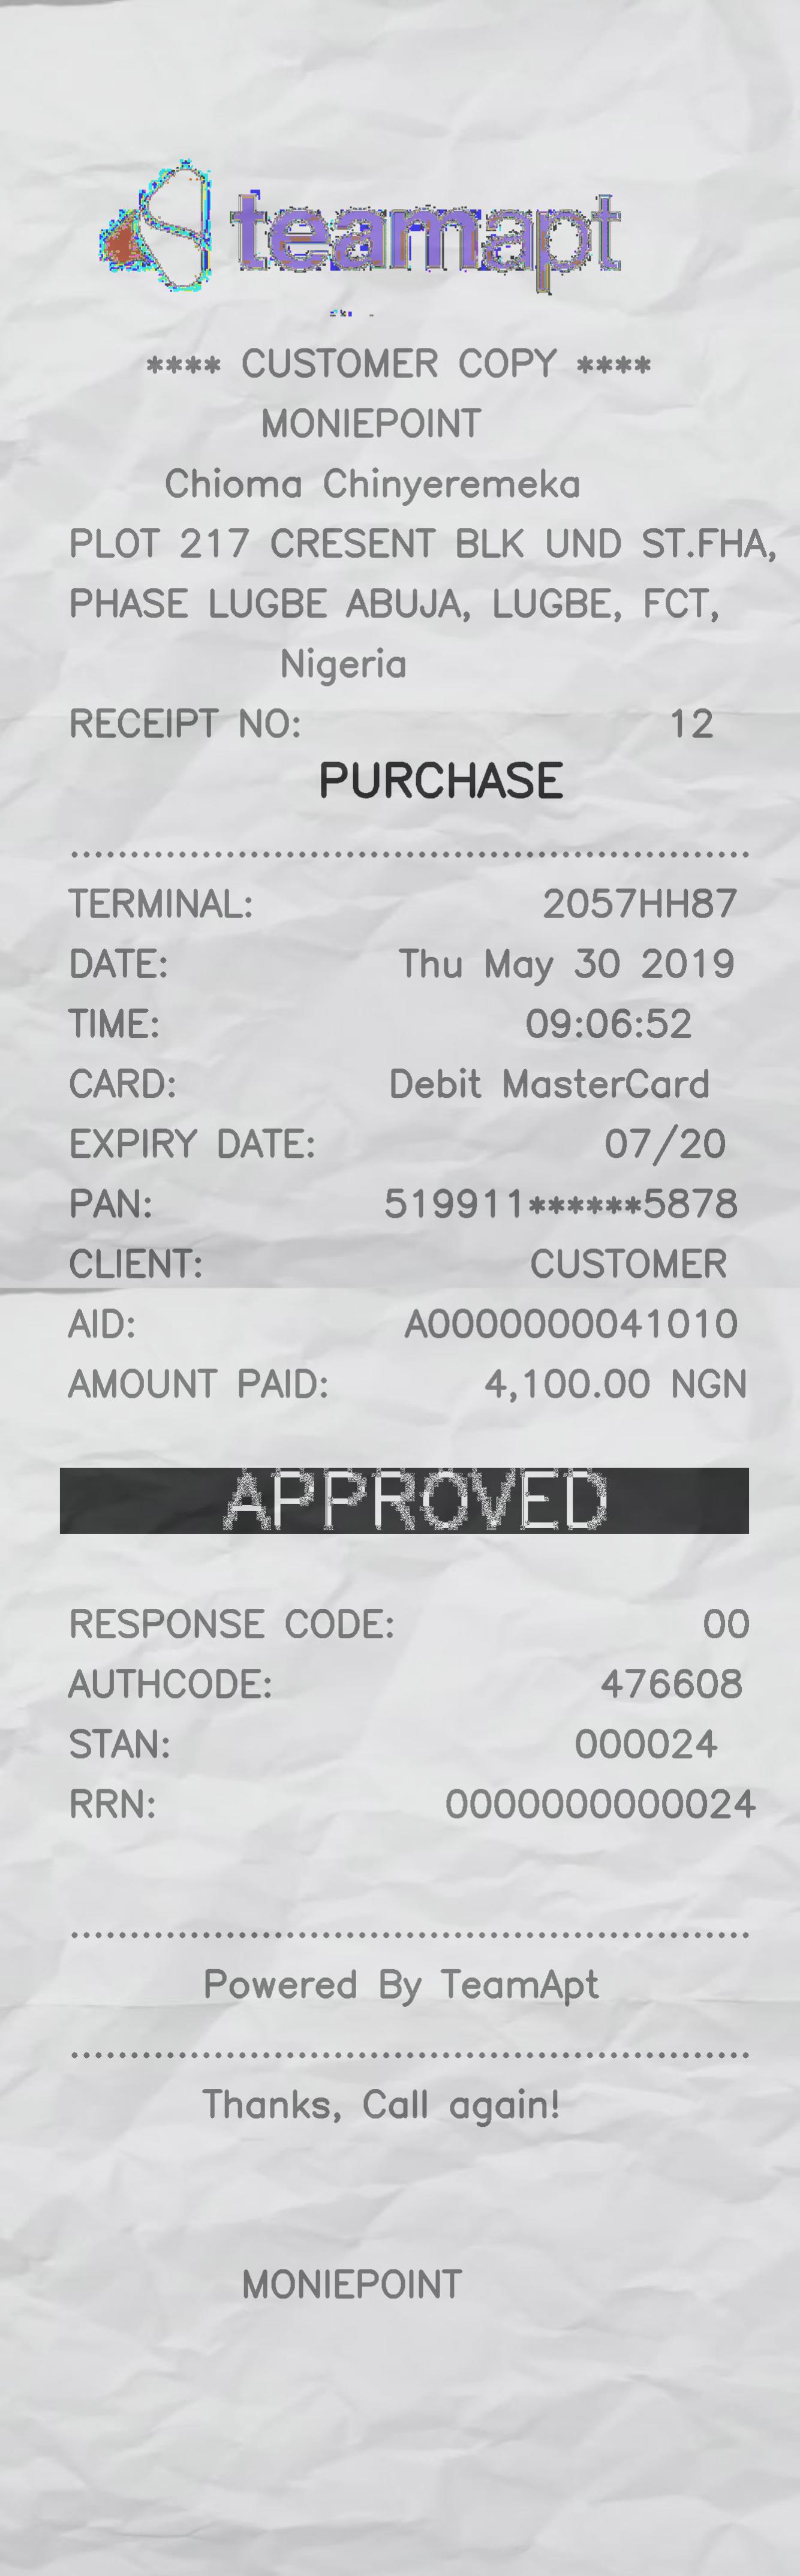 teamapt
**** CUSTOMER COPY ****
MONIEPOINT
Chioma Chinyeremeka
PLOT 217 CRESENT BLK UND ST.FHA,
PHASE LUGBE ABUJA, LUGBE, FCT,
Nigeria
RECEIPT NO: 12
PURCHASE
TERMINAL: 2057HH87
DATE: Thu May 30 2019
TIME: 09:06:52
CARD: Debit MasterCard
EXPIRY DATE: 07/20
PAN: 519911******5878
CLIENT: CUSTOMER
AID: A0000000041010
AMOUNT PAID: 4,100.00 NGN
APPROVED
RESPONSE CODE: 00
AUTHCODE: 476608
STAN: 000024
RRN: 0000000000024
Powered By TeamApt
Thanks, Call again!
MONIEPOINT